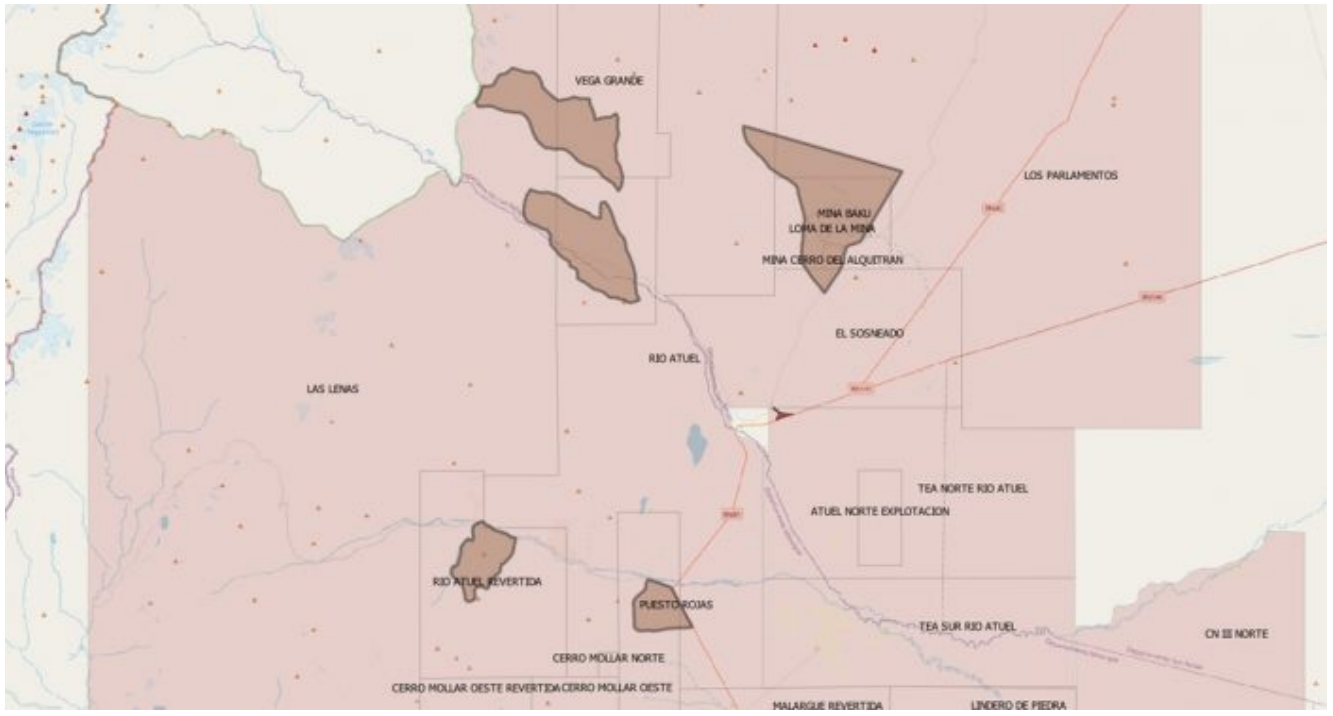 VEGA GRANDE
LOS PARLAMENTOS
MINA BAKU
LOMA DE LA MINA
MINA CERRO DEL ALQUITRAN
EL SOSNEADO
RIO ATUEL
LAS LENAS
TEA NORTE RIO ATUEL
ATUEL NORTE EXPLOTACION
RIO ATUEL REVERTIDA
PUESTO ROJAS
TEA SUR RIO ATUEL
CN III NORTE
CERRO MOLLAR NORTE
CERRO MOLLAR OESTE REVERTIDA
CERRO MOLLAR OESTE
MALARGUE REVERTIDA
LINDERO DE PIEDRA